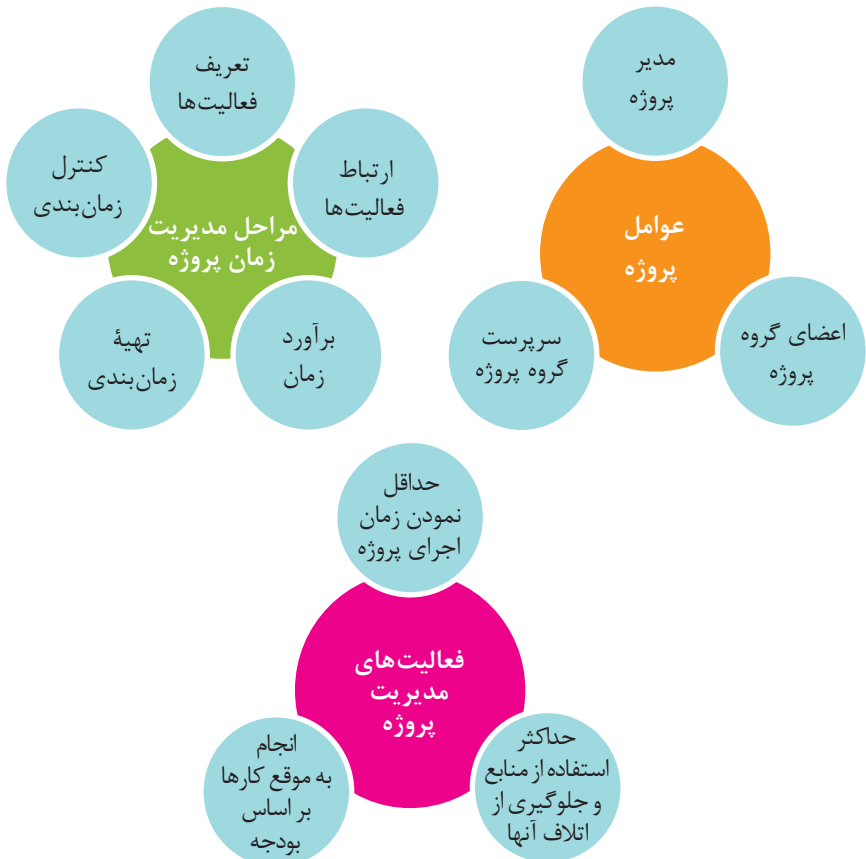 عوامل
پروژه
مدیر
پروژه
اعضای گروه
پروژه
سرپرست
گروه پروژه
مراحل مدیریت
زمان پروژه
تعریف
فعالیت‌ها
ارتباط
فعالیت‌ها
برآورد
زمان
تهیهٔ
زمان‌بندی
کنترل
زمان‌بندی
فعالیت‌های
مدیریت
پروژه
حداقل
نمودن زمان
اجرای پروژه
حداکثر
استفاده از منابع
و جلوگیری از
اتلاف آنها
انجام
به موقع کارها
بر اساس
بودجه